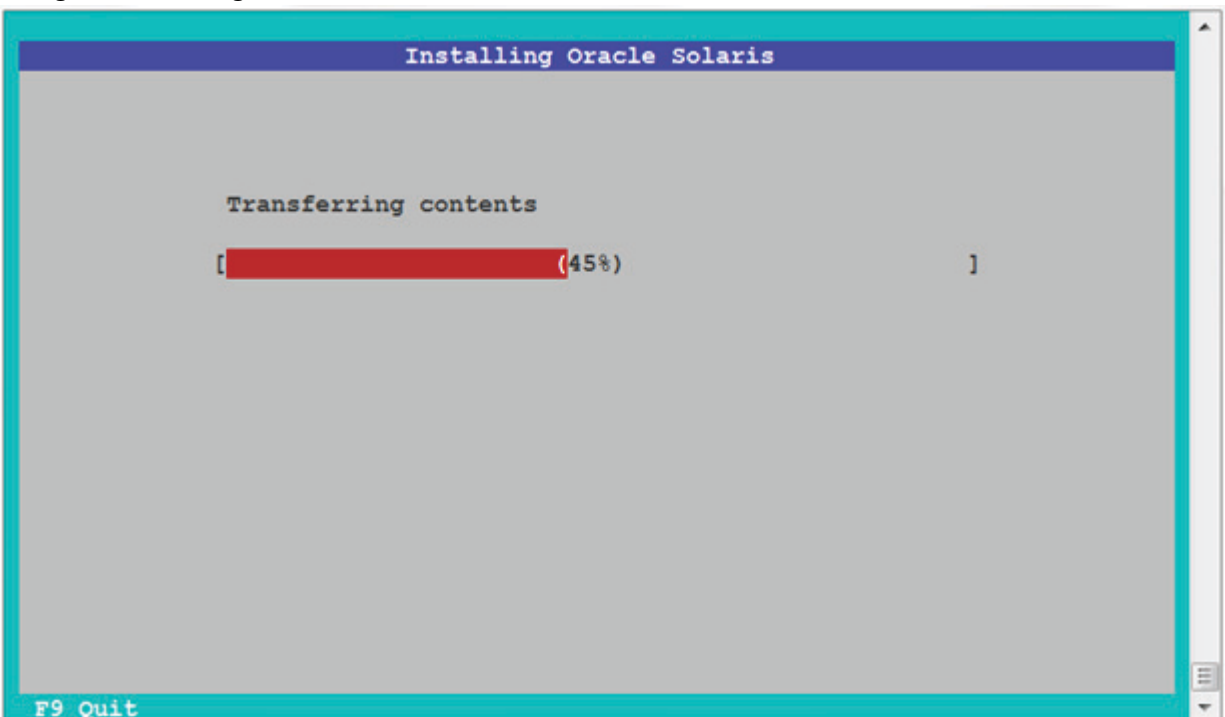 Installing Oracle Solaris
Transferring contents
[ (45%) ]
F9 Quit